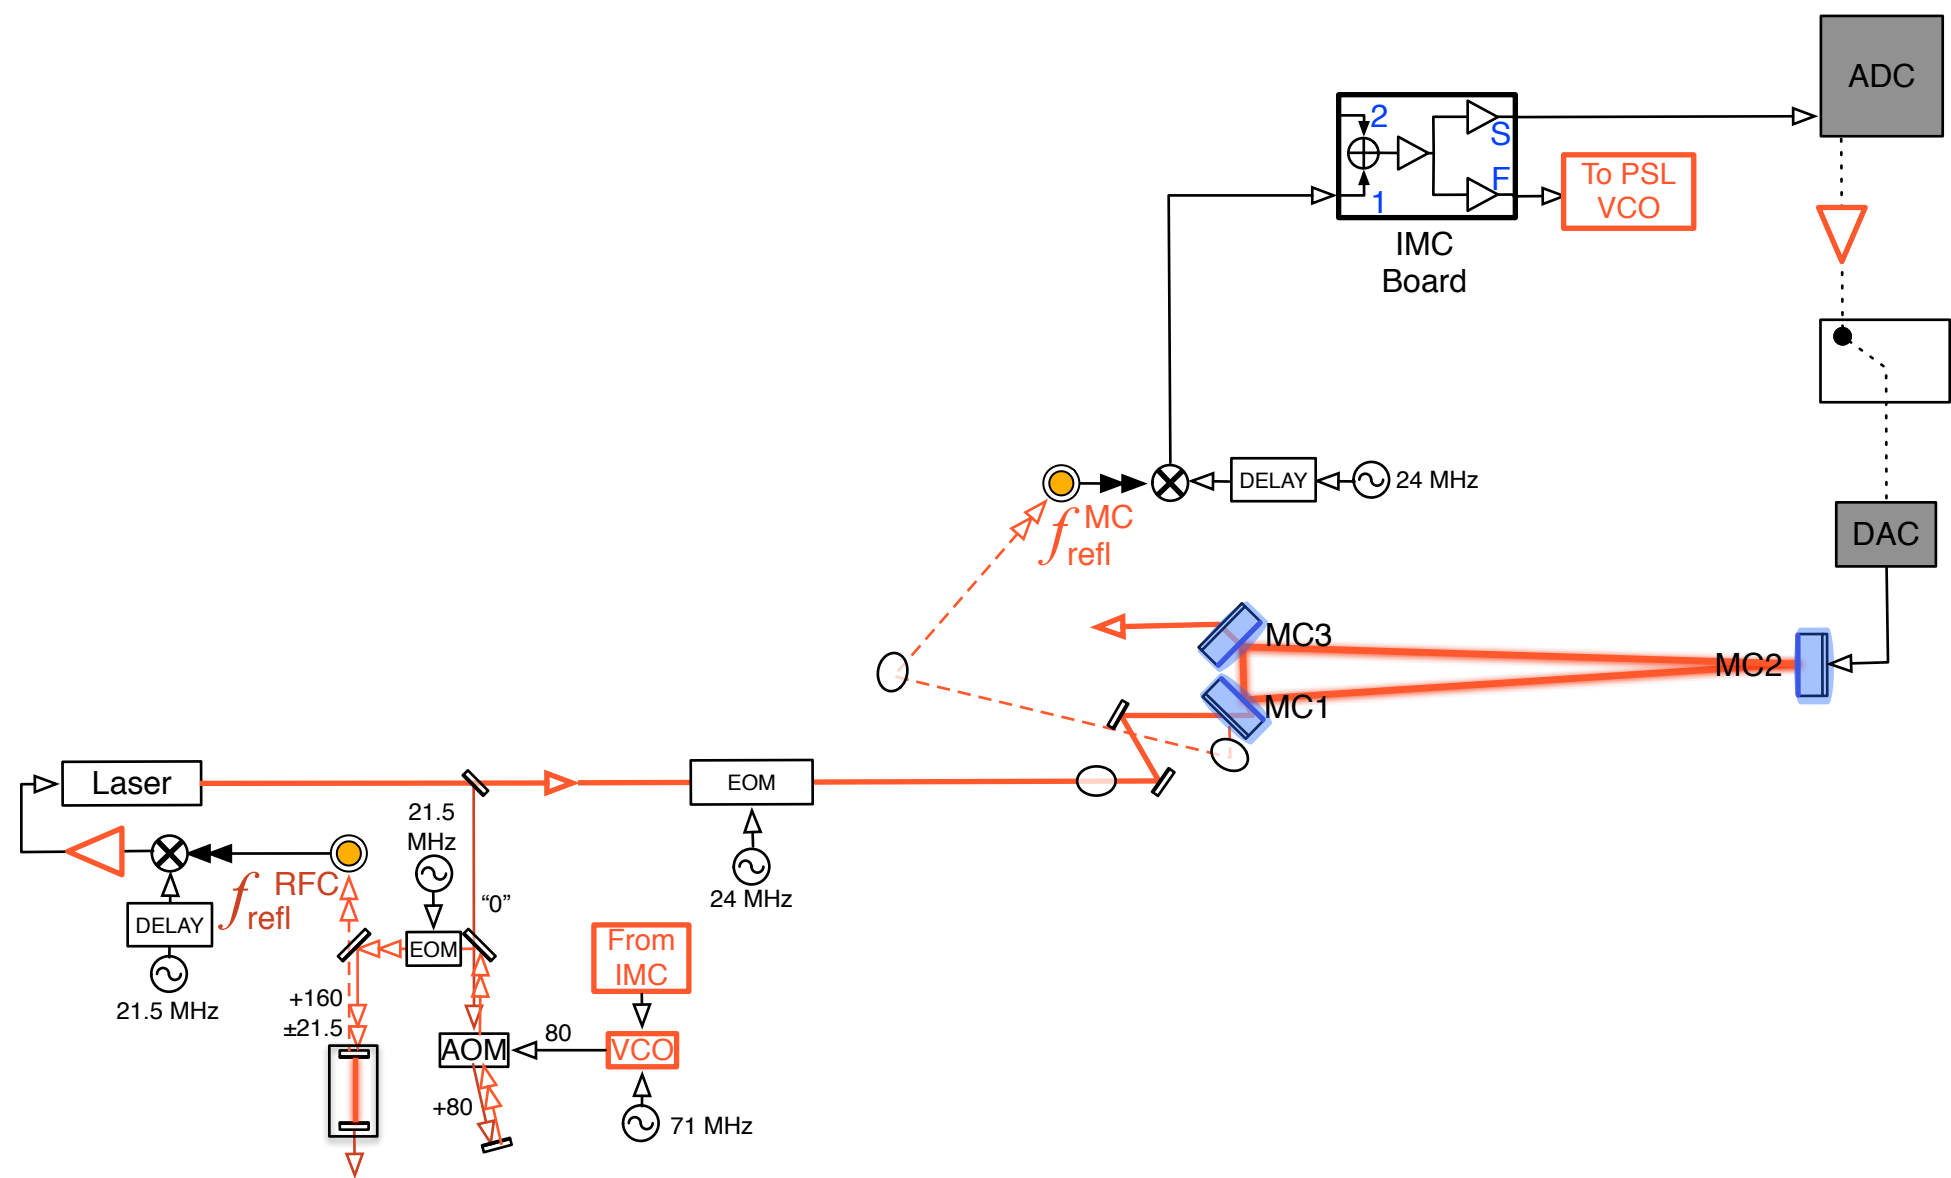 ADC
2
S
To PSL
VCO
F
1
IMC
Board
DELAY
24 MHz
f MC
refl
DAC
MC3
MC2
MC1
Laser
EOM
21.5
MHz
24 MHz
f RFC
refl
"0"
DELAY
EOM
From
IMC
21.5 MHz
+160
±21.5
80
AOM
VCO
+80
71 MHz